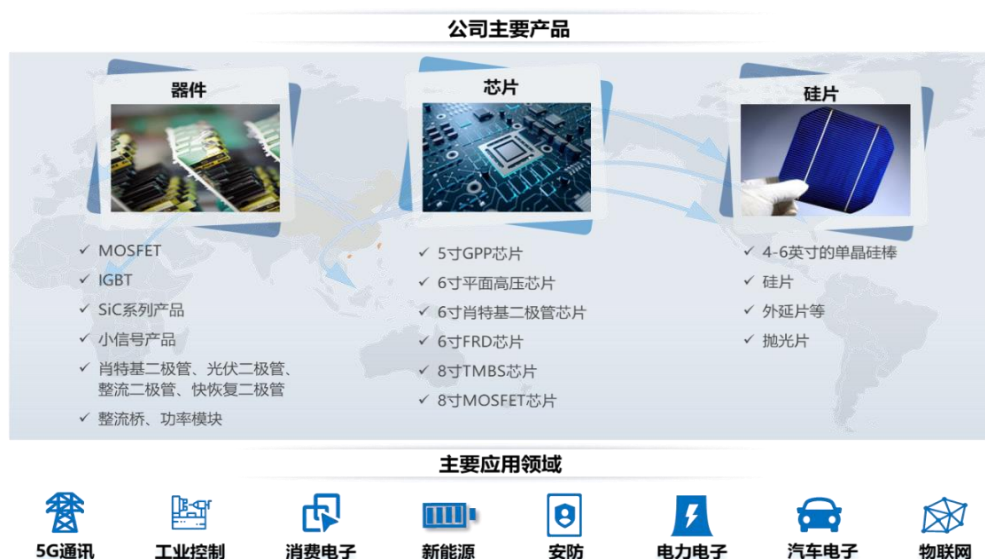 公司主要产品
器件
芯片
硅片
✓ MOSFET
✓ IGBT
✓ SiC系列产品
✓ 小信号产品
✓ 肖特基二极管、光伏二极管、
整流二极管、快恢复二极管
✓ 整流桥、功率模块
✓ 5寸GPP芯片
✓ 6寸平面高压芯片
✓ 6寸肖特基二极管芯片
✓ 6寸FRD芯片
✓ 8寸TMBS芯片
✓ 8寸MOSFET芯片
✓ 4-6英寸的单晶硅棒
✓ 硅片
✓ 外延片等
✓ 抛光片
主要应用领域
5G通讯
工业控制
消费电子
新能源
安防
电力电子
汽车电子
物联网